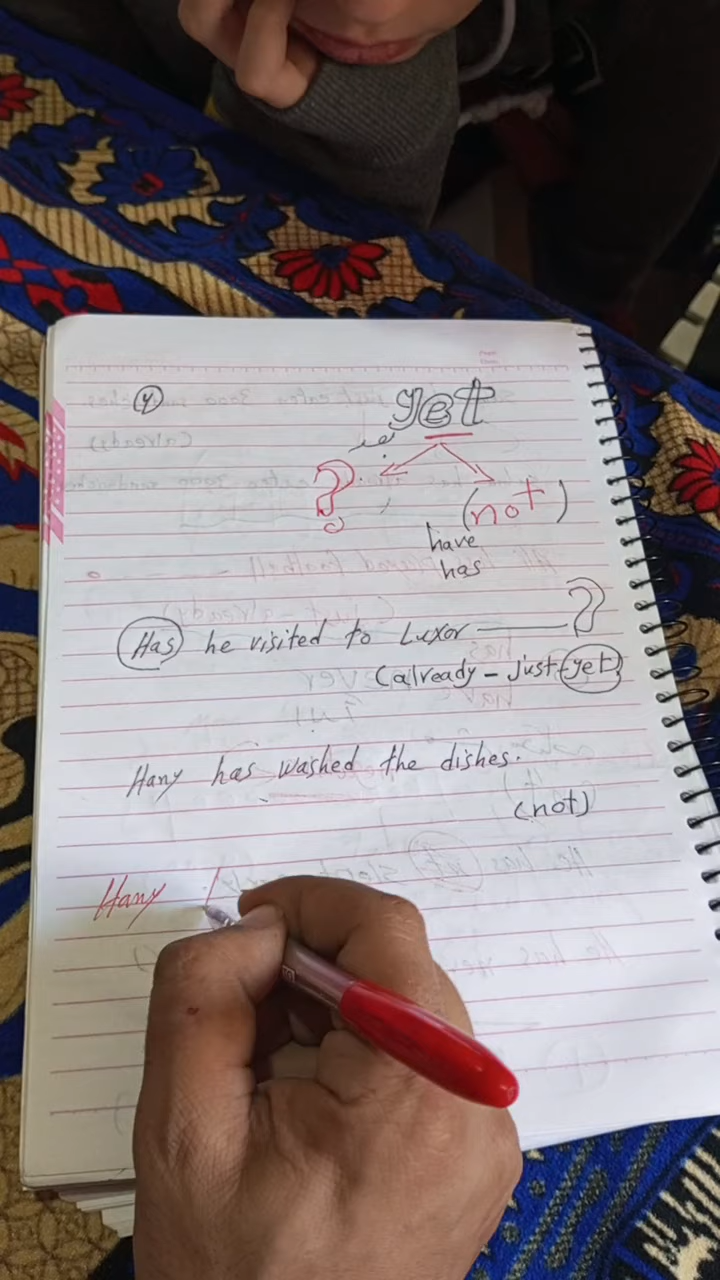 4
yet
? (not)
have
has
Has he visited to Luxor ———?
(already – just – yet)
Hany has washed the dishes.
(not)
Hany